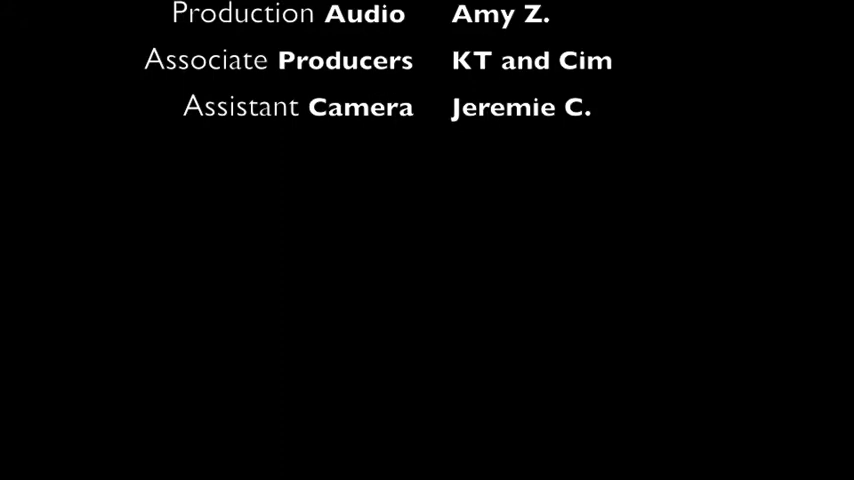 Production Audio Amy Z.
Associate Producers KT and Cim
Assistant Camera Jeremie C.